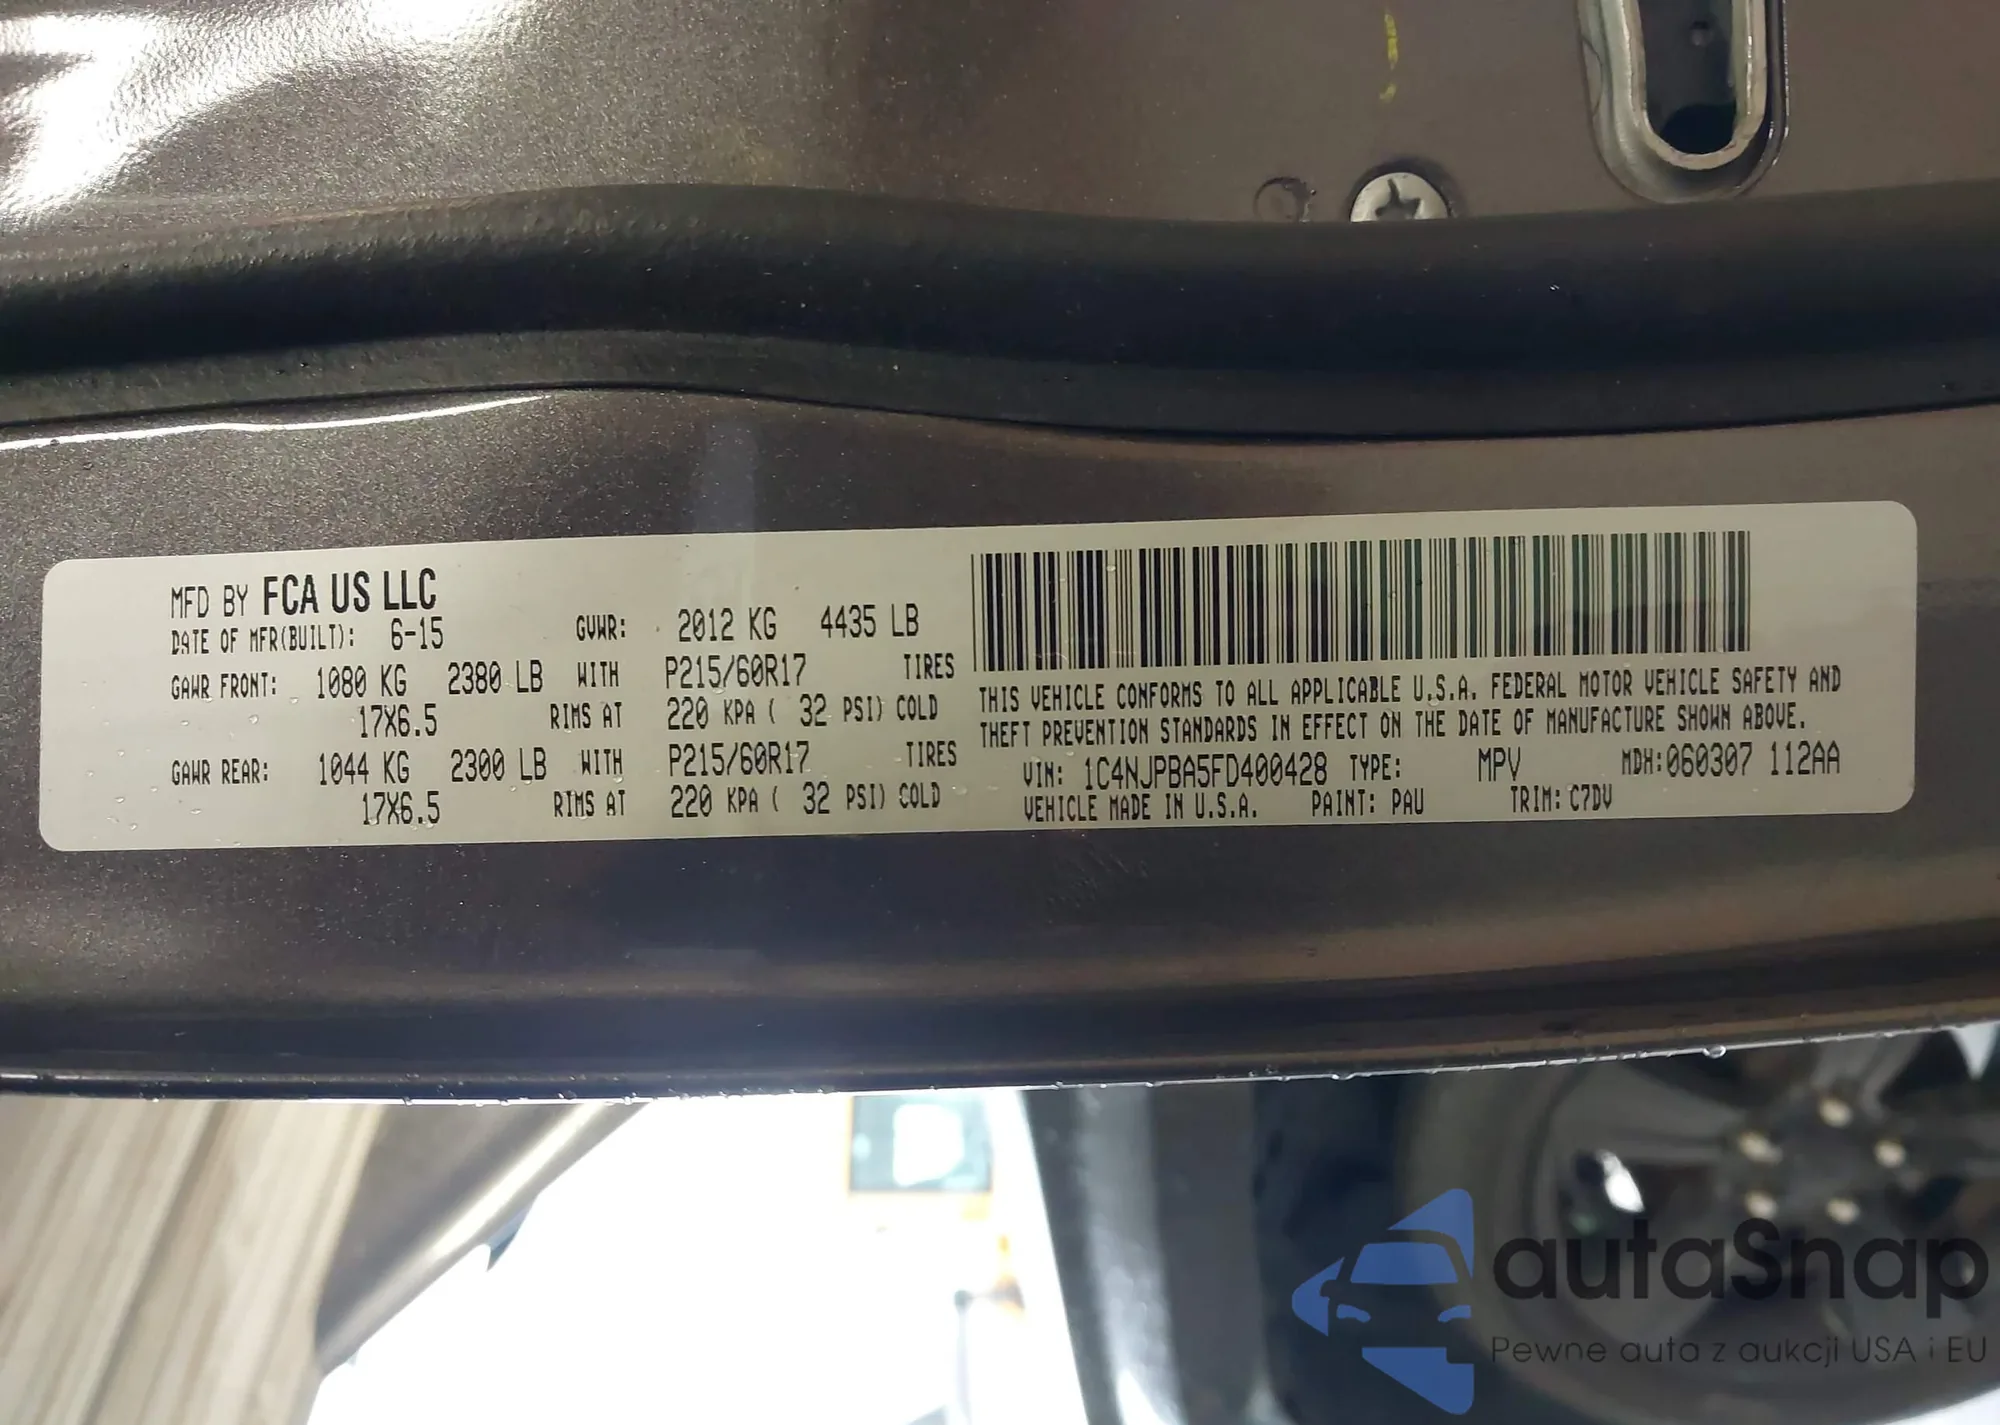 MFD BY FCA US LLC
DATE OF MFR(BUILT): 6-15 GVWR: 2012 KG 4435 LB
GAWR FRONT: 1080 KG 2380 LB WITH P215/60R17 TIRES
17X6.5 RIMS AT 220 KPA ( 32 PSI) COLD
GAWR REAR: 1044 KG 2300 LB WITH P215/60R17 TIRES
17X6.5 RIMS AT 220 KPA ( 32 PSI) COLD
THIS VEHICLE CONFORMS TO ALL APPLICABLE U.S.A. FEDERAL MOTOR VEHICLE SAFETY AND
THEFT PREVENTION STANDARDS IN EFFECT ON THE DATE OF MANUFACTURE SHOWN ABOVE.
VIN: 1C4NJPBA5FD400428 TYPE: MPV MDH:060307 112AA
VEHICLE MADE IN U.S.A. PAINT: PAU TRIM: C7DV
autaSnap
Pewne auta z aukcji USA i EU